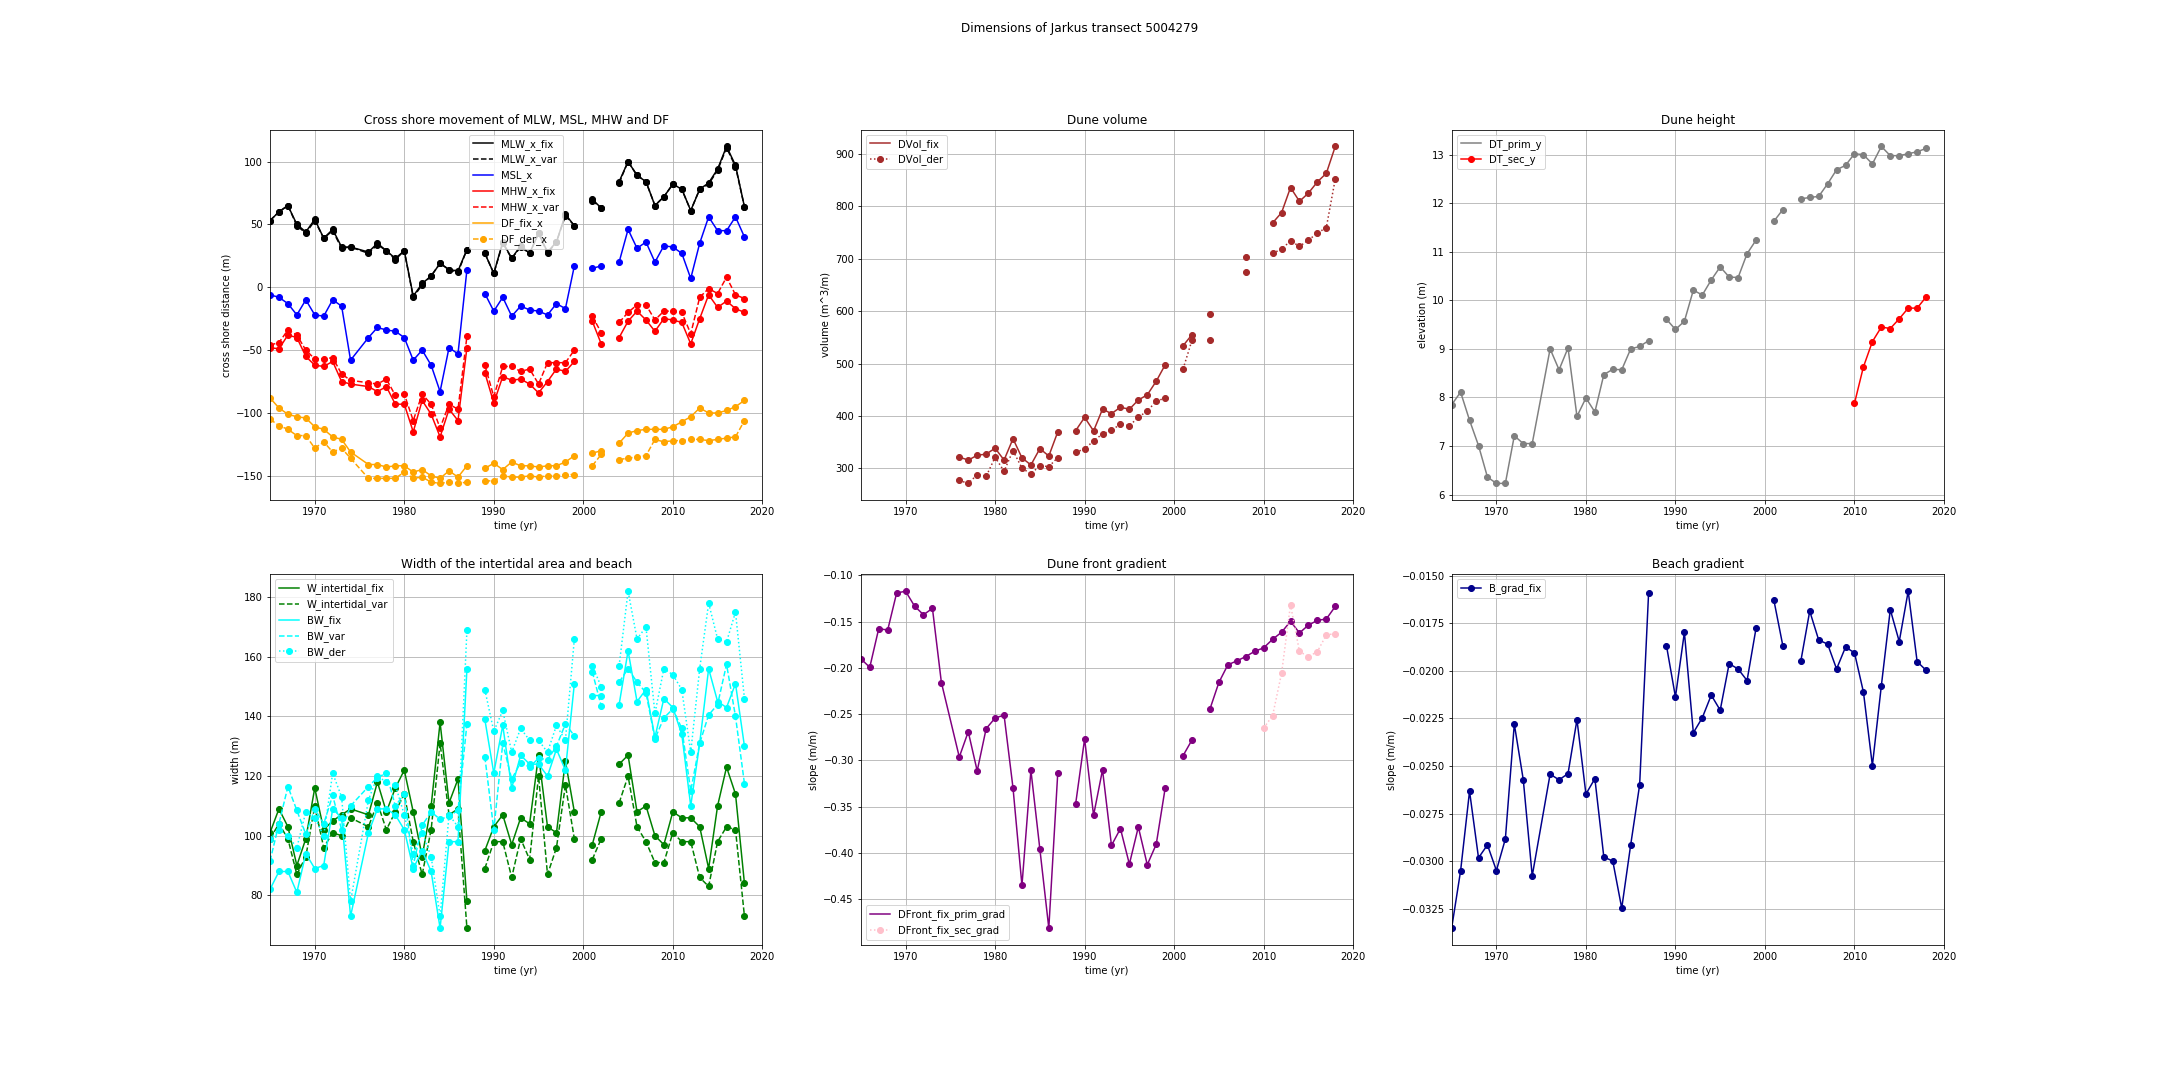 Dimensions of Jarkus transect 5004279
Cross shore movement of MLW, MSL, MHW and DF
cross shore distance (m)
100
50
0
−50
−100
−150
MLW_x_fix
MLW_x_var
MSL_x
MHW_x_fix
MHW_x_var
DF_fix_x
DF_der_x
1970 1980 1990 2000 2010 2020
time (yr)
Dune volume
volume (m^3/m)
900
800
700
600
500
400
300
DVol_fix
DVol_der
1970 1980 1990 2000 2010 2020
time (yr)
Dune height
elevation (m)
13
12
11
10
9
8
7
6
DT_prim_y
DT_sec_y
1970 1980 1990 2000 2010 2020
time (yr)
Width of the intertidal area and beach
width (m)
180
160
140
120
100
80
W_intertidal_fix
W_intertidal_var
BW_fix
BW_var
BW_der
1970 1980 1990 2000 2010 2020
time (yr)
Dune front gradient
slope (m/m)
−0.10
−0.15
−0.20
−0.25
−0.30
−0.35
−0.40
−0.45
DFront_fix_prim_grad
DFront_fix_sec_grad
1970 1980 1990 2000 2010 2020
time (yr)
Beach gradient
slope (m/m)
−0.0150
−0.0175
−0.0200
−0.0225
−0.0250
−0.0275
−0.0300
−0.0325
B_grad_fix
1970 1980 1990 2000 2010 2020
time (yr)